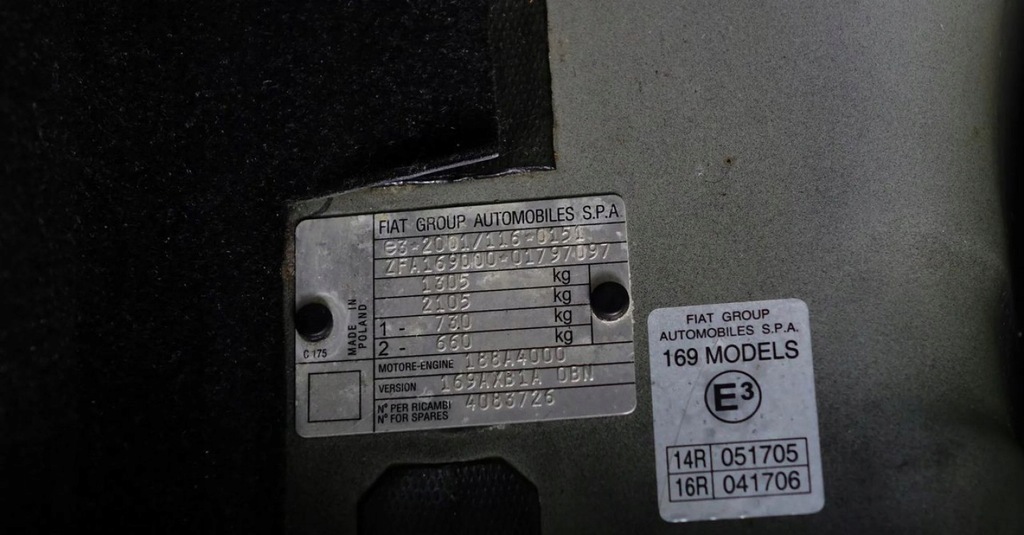 FIAT GROUP AUTOMOBILES S.P.A
e3-2001/116-0151
ZFA169000-01797097
1305 kg
2105 kg
1 - 730 kg
2 - 660 kg
MADE IN
POLAND
C 175
MOTORE-ENGINE 188A4000
VERSION 169AXB1A 0BN
N° PER RICAMBI
N° FOR SPARES 4083726
FIAT GROUP
AUTOMOBILES S.P.A.
169 MODELS
E3
14R 051705
16R 041706